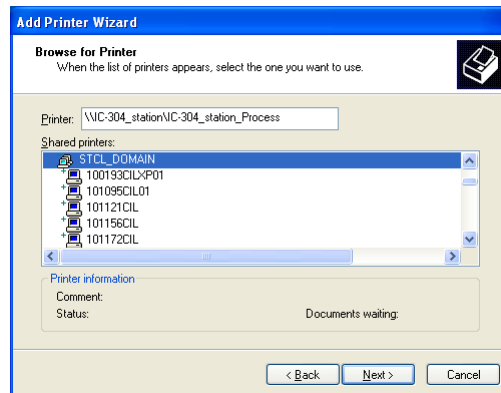 Add Printer Wizard
Browse for Printer
When the list of printers appears, select the one you want to use.
Printer: \\IC-304_station\IC-304_station_Process
Shared printers:
STCL_DOMAIN
100193CILXP01
101095CIL01
101121CIL
101156CIL
101172CIL
Printer information
Comment:
Status: Documents waiting:
< Back Next > Cancel